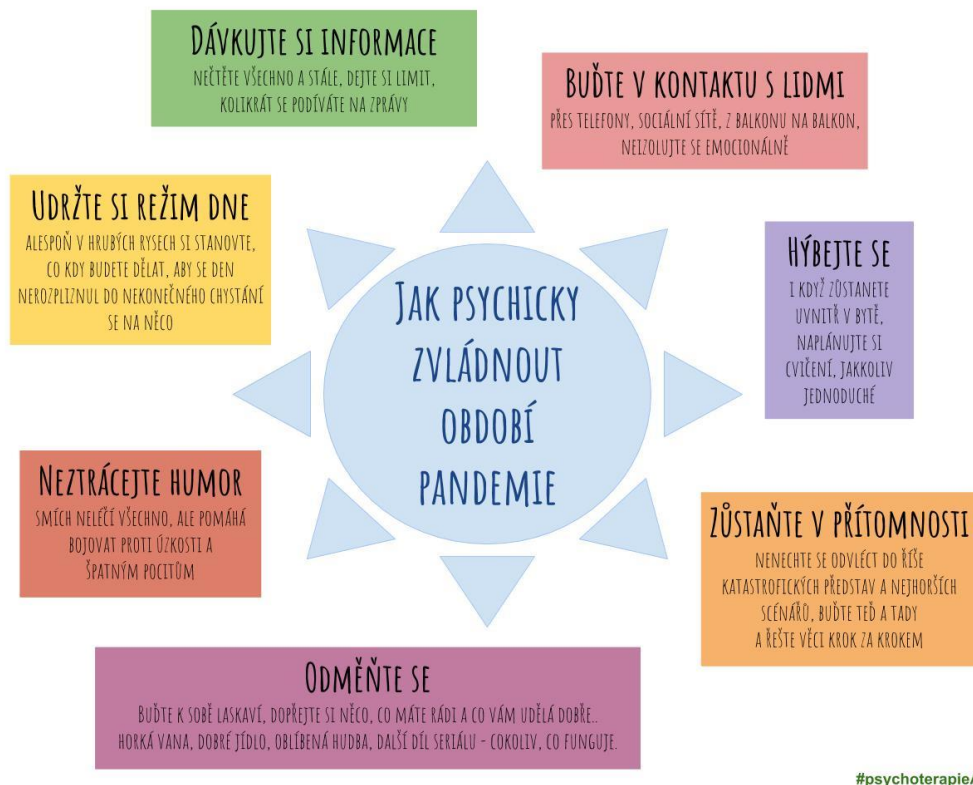 DÁVKUJTE SI INFORMACE
NEČTĚTE VŠECHNO A STÁLE, DEJTE SI LIMIT,
KOLIKRÁT SE PODÍVÁTE NA ZPRÁVY
BUĎTE V KONTAKTU S LIDMI
PŘES TELEFONY, SOCIÁLNÍ SÍTĚ, Z BALKONU NA BALKON,
NEIZOLUJTE SE EMOCIONÁLNĚ
UDRŽTE SI REŽIM DNE
ALESPOŇ V HRUBÝCH RYSECH SI STANOVTE,
CO KDY BUDETE DĚLAT, ABY SE DEN
NEROZPLIZNUL DO NEKONEČNÉHO CHYSTÁNÍ
SE NA NĚCO
HÝBEJTE SE
I KDYŽ ZŮSTANETE
UVNITŘ V BYTĚ,
NAPLÁNUJTE SI
CVIČENÍ, JAKKOLIV
JEDNODUCHÉ
JAK PSYCHICKY
ZVLÁDNOUT
OBDOBÍ
PANDEMIE
NEZTRÁCEJTE HUMOR
SMÍCH NELÉČÍ VŠECHNO, ALE POMÁHÁ
BOJOVAT PROTI ÚZKOSTI A
ŠPATNÝM POCITŮM
ZŮSTAŇTE V PŘÍTOMNOSTI
NENECHTE SE ODVLÉCT DO ŘÍŠE
KATASTROFICKÝCH PŘEDSTAV A NEJHORŠÍCH
SCÉNÁŘŮ, BUĎTE TEĎ A TADY
A ŘEŠTE VĚCI KROK ZA KROKEM
ODMĚŇTE SE
BUĎTE K SOBĚ LASKAVÍ, DOPŘEJTE SI NĚCO, CO MÁTE RÁDI A CO VÁM UDĚLÁ DOBŘE..
HORKÁ VANA, DOBRÉ JÍDLO, OBLÍBENÁ HUDBA, DALŠÍ DÍL SERIÁLU - COKOLIV, CO FUNGUJE.
#psychoterapieA